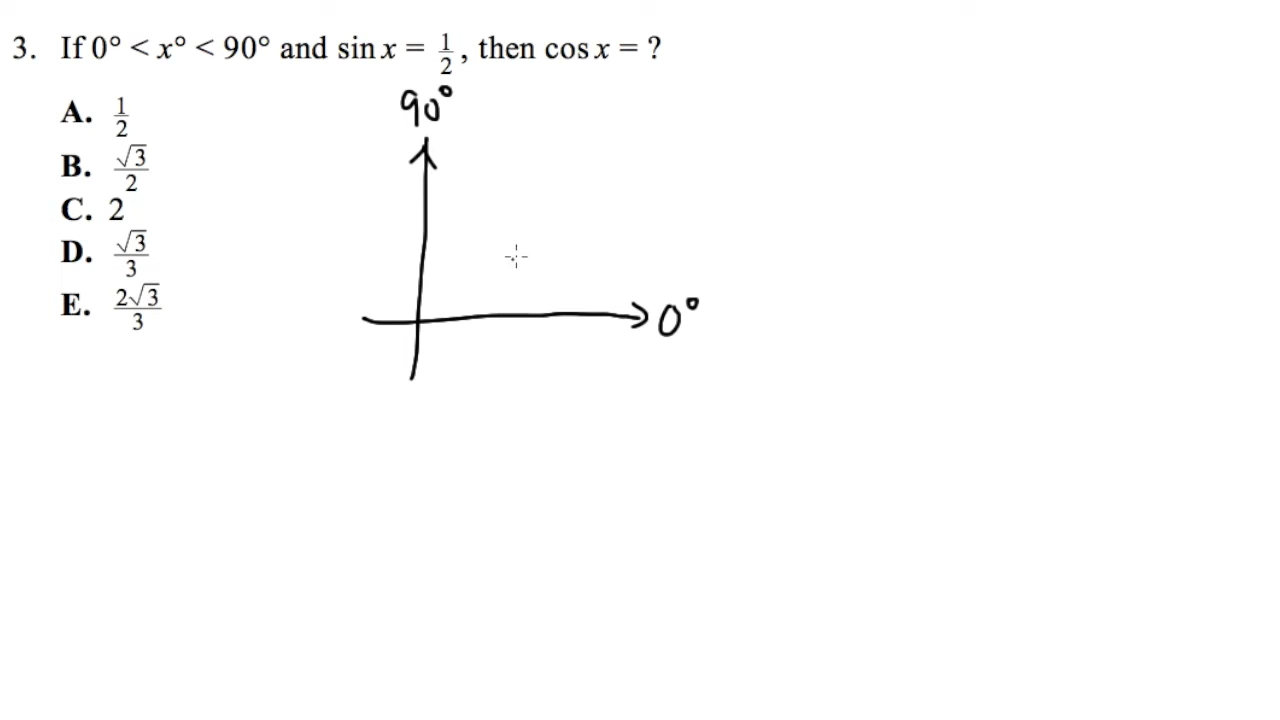 3. If 0° < x° < 90° and sin x = 1/2, then cos x = ?
90°
A. 1/2
B. √3/2
C. 2
D. √3/3
E. 2√3/3
0°